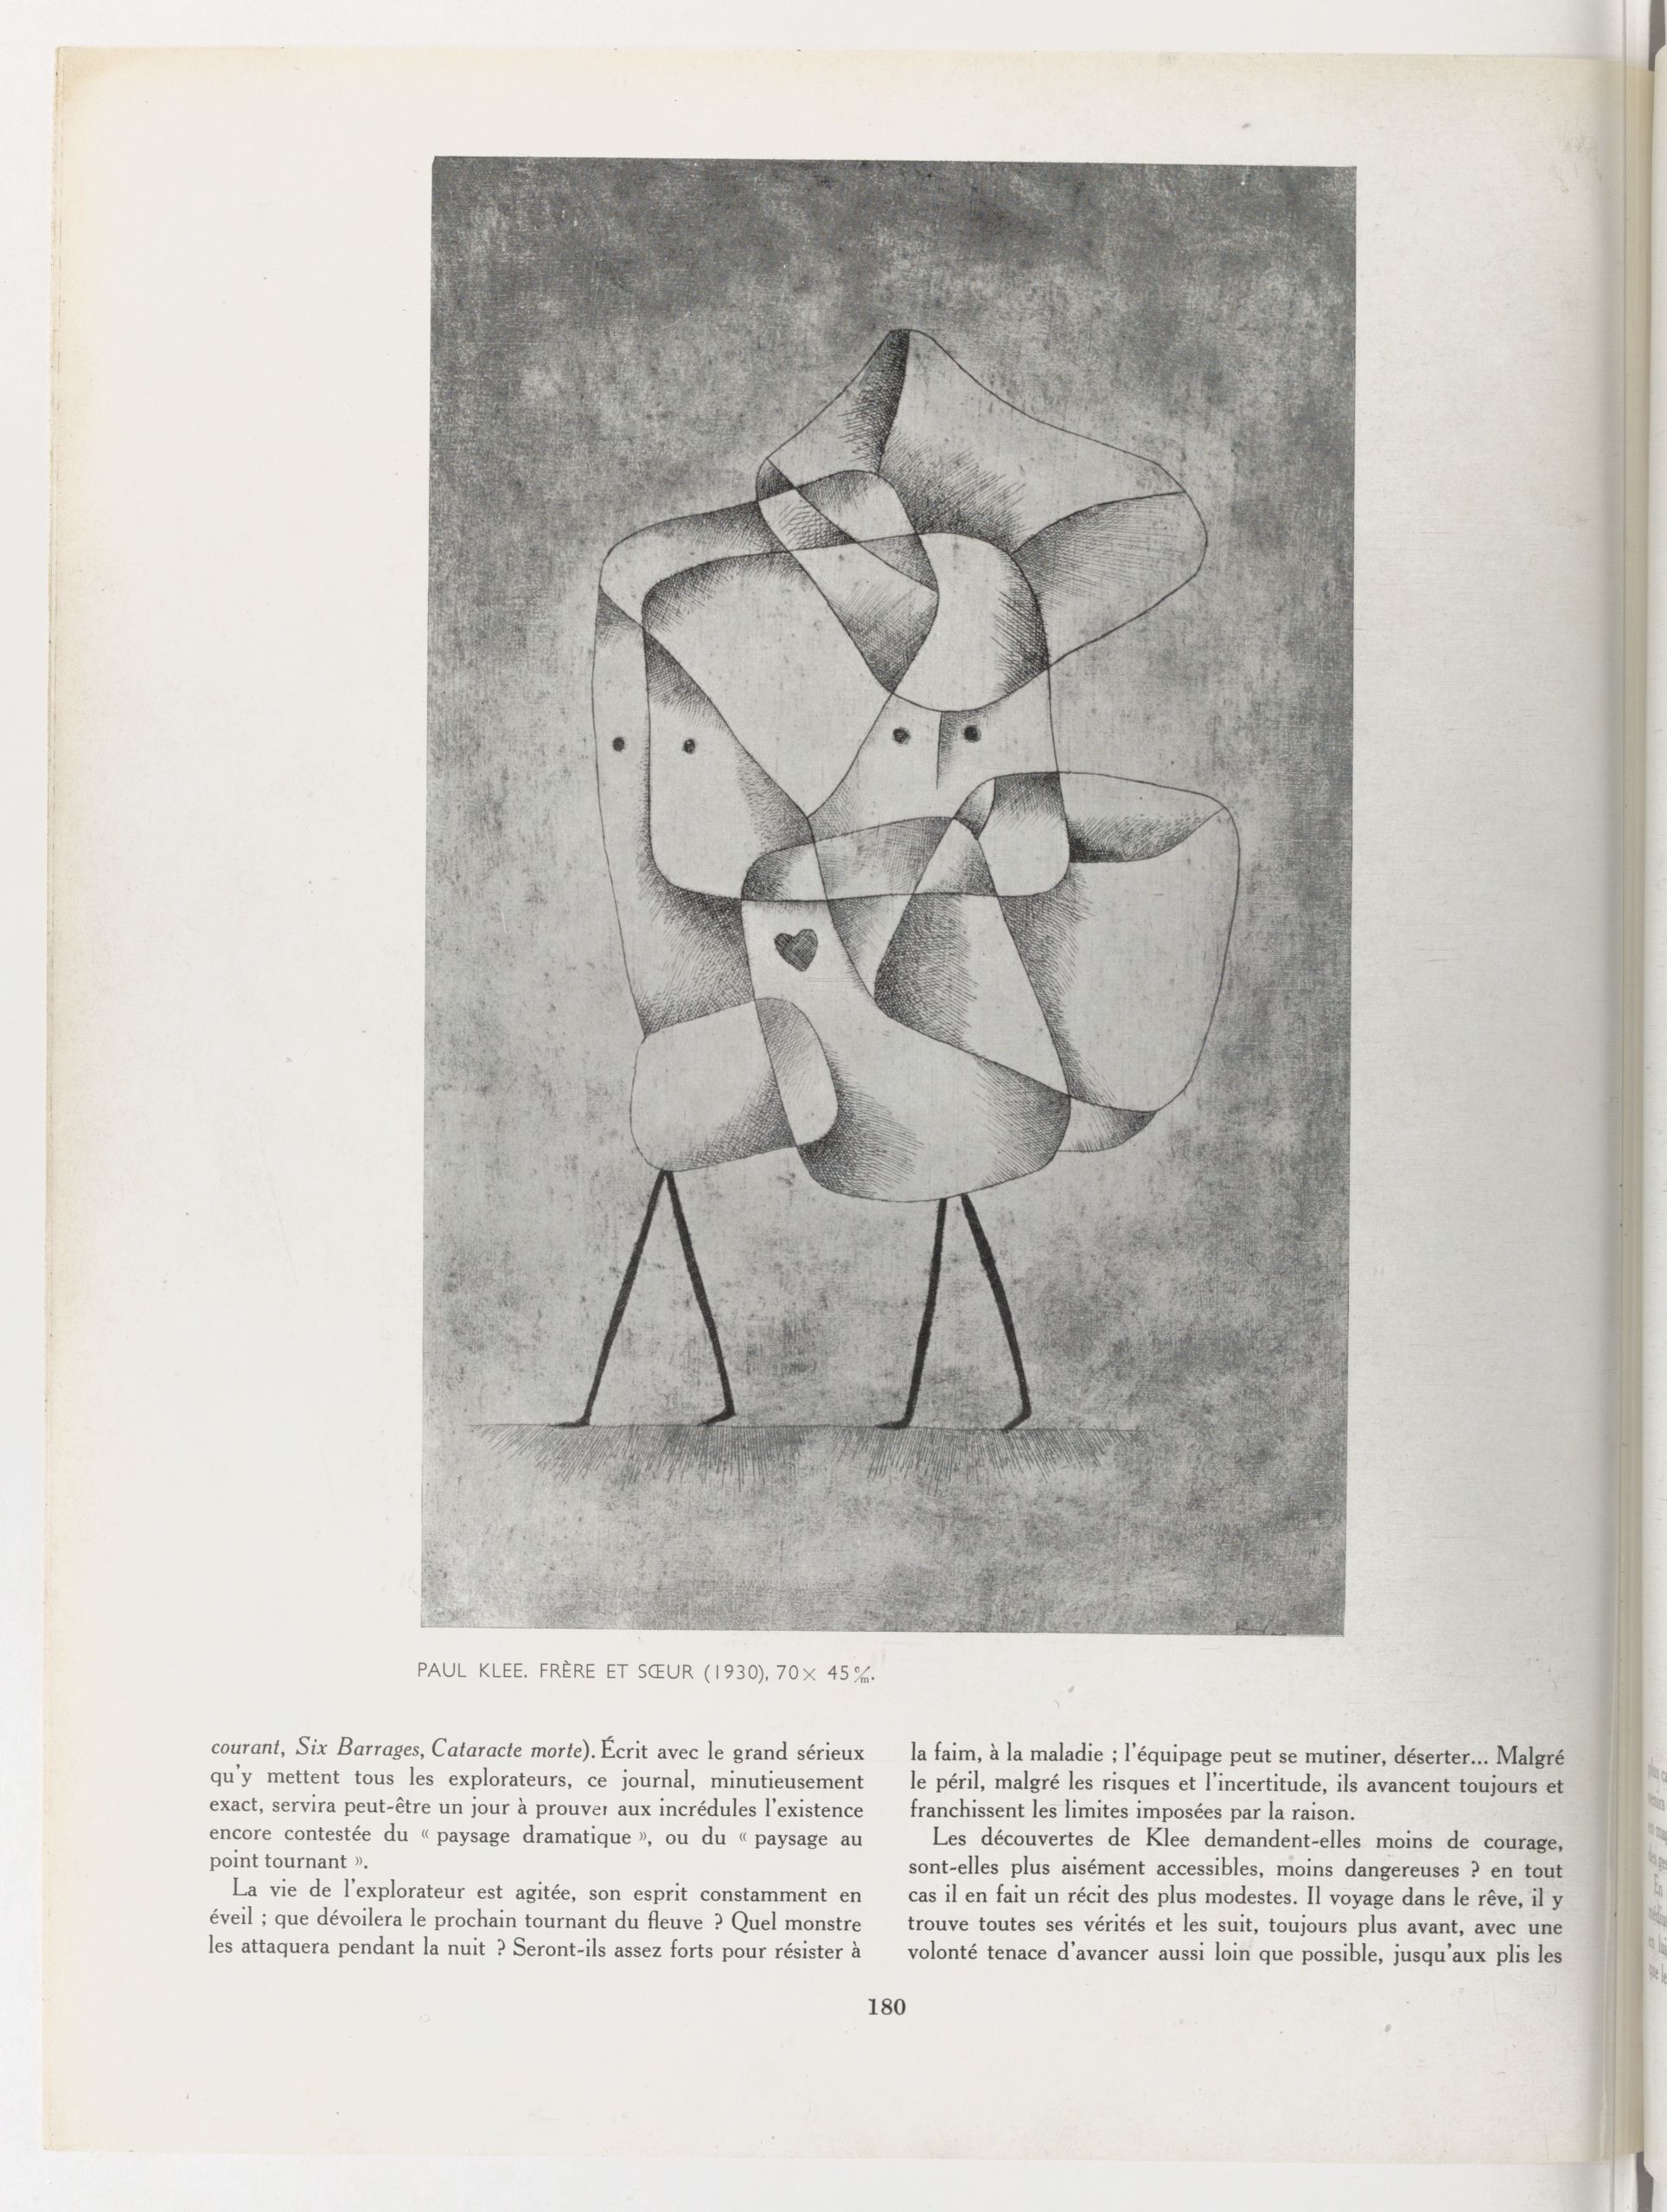 PAUL KLEE. FRÈRE ET SŒUR (1930), 70 × 45 c/m.
courant, Six Barrages, Cataracte morte). Écrit avec le grand sérieux
qu'y mettent tous les explorateurs, ce journal, minutieusement
exact, servira peut-être un jour à prouver aux incrédules l'existence
encore contestée du « paysage dramatique », ou du « paysage au
point tournant ».
La vie de l'explorateur est agitée, son esprit constamment en
éveil ; que dévoilera le prochain tournant du fleuve ? Quel monstre
les attaquera pendant la nuit ? Seront-ils assez forts pour résister à
la faim, à la maladie ; l'équipage peut se mutiner, déserter... Malgré
le péril, malgré les risques et l'incertitude, ils avancent toujours et
franchissent les limites imposées par la raison.
Les découvertes de Klee demandent-elles moins de courage,
sont-elles plus aisément accessibles, moins dangereuses ? en tout
cas il en fait un récit des plus modestes. Il voyage dans le rêve, il y
trouve toutes ses vérités et les suit, toujours plus avant, avec une
volonté tenace d'avancer aussi loin que possible, jusqu'aux plis les
180